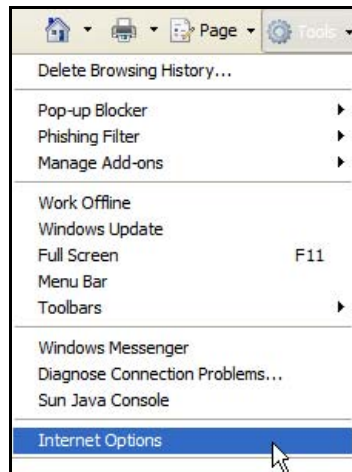 Page Tools
Delete Browsing History...
Pop-up Blocker
Phishing Filter
Manage Add-ons
Work Offline
Windows Update
Full Screen F11
Menu Bar
Toolbars
Windows Messenger
Diagnose Connection Problems...
Sun Java Console
Internet Options